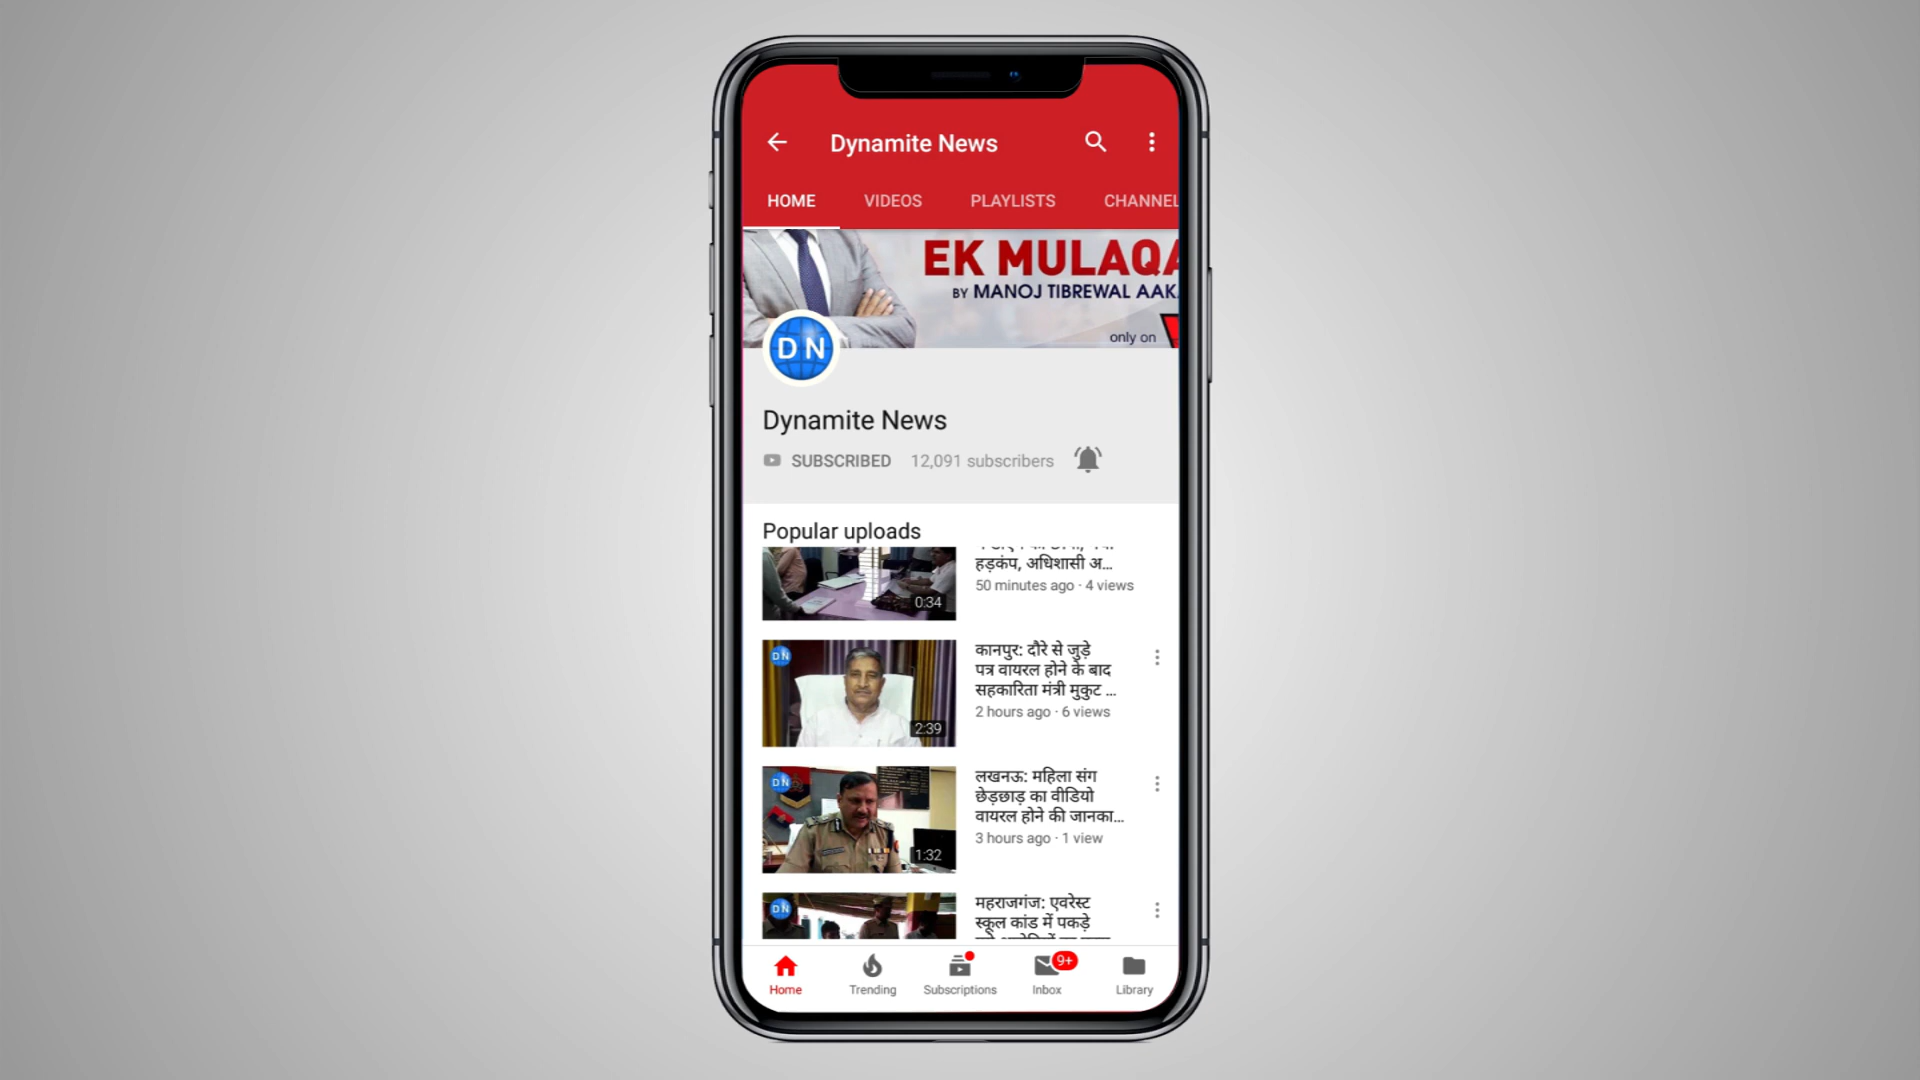 Dynamite News
HOME VIDEOS PLAYLISTS CHANNEL
EK MULAQA
BY MANOJ TIBREWAL AAK
only on
DN
Dynamite News
SUBSCRIBED 12,091 subscribers
Popular uploads
हड़कंप, अधिशासी अ...
50 minutes ago · 4 views
0:34
DN
कानपुर: दौरे से जुड़े
पत्र वायरल होने के बाद
सहकारिता मंत्री मुकुट ...
2 hours ago · 6 views
2:39
DN
लखनऊ: महिला संग
छेड़छाड़ का वीडियो
वायरल होने की जानका...
3 hours ago · 1 view
1:32
DN
महराजगंज: एवरेस्ट
स्कूल कांड में पकड़े
9+
Home Trending Subscriptions Inbox Library